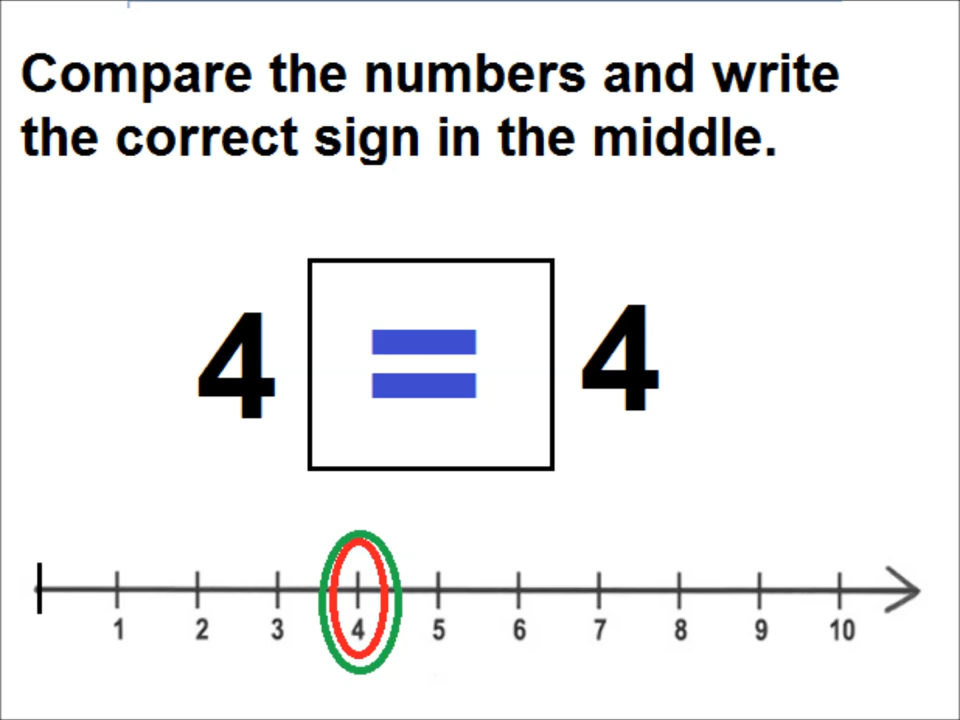 Compare the numbers and write
the correct sign in the middle.
4 = 4
1 2 3 4 5 6 7 8 9 10